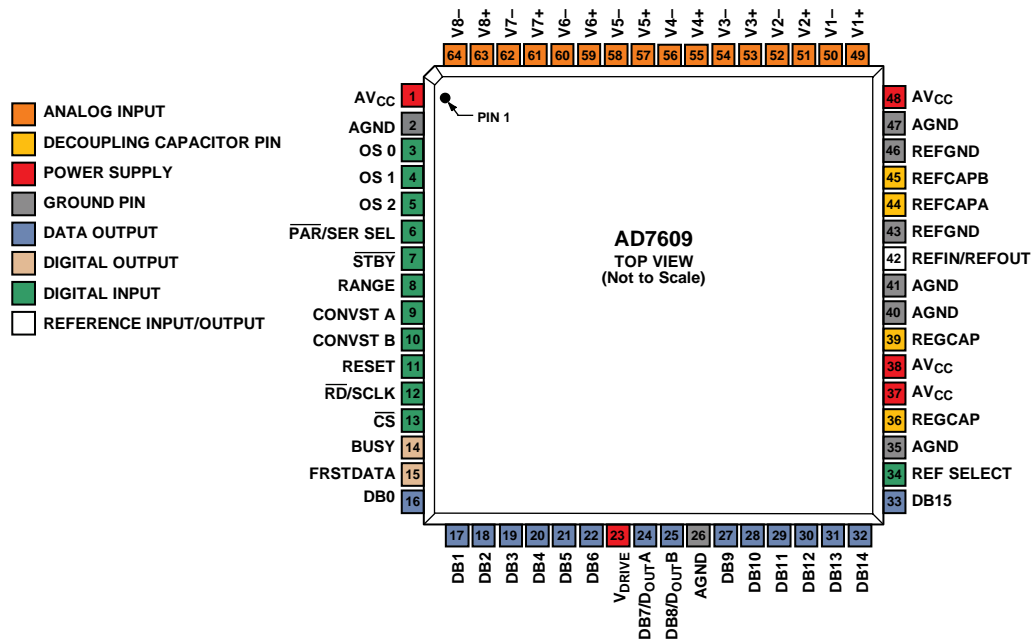 V8–
V8+
V7–
V7+
V6–
V6+
V5–
V5+
V4–
V4+
V3–
V3+
V2–
V2+
V1–
V1+
64 63 62 61 60 59 58 57 56 55 54 53 52 51 50 49
ANALOG INPUT
DECOUPLING CAPACITOR PIN
POWER SUPPLY
GROUND PIN
DATA OUTPUT
DIGITAL OUTPUT
DIGITAL INPUT
REFERENCE INPUT/OUTPUT
AVCC 1
AGND 2
OS 0 3
OS 1 4
OS 2 5
PAR/SER SEL 6
STBY 7
RANGE 8
CONVST A 9
CONVST B 10
RESET 11
RD/SCLK 12
CS 13
BUSY 14
FRSTDATA 15
DB0 16
PIN 1
AD7609
TOP VIEW
(Not to Scale)
48 AVCC
47 AGND
46 REFGND
45 REFCAPB
44 REFCAPA
43 REFGND
42 REFIN/REFOUT
41 AGND
40 AGND
39 REGCAP
38 AVCC
37 AVCC
36 REGCAP
35 AGND
34 REF SELECT
33 DB15
17 18 19 20 21 22 23 24 25 26 27 28 29 30 31 32
DB1
DB2
DB3
DB4
DB5
DB6
VDRIVE
DB7/DOUTA
DB8/DOUTB
AGND
DB9
DB10
DB11
DB12
DB13
DB14